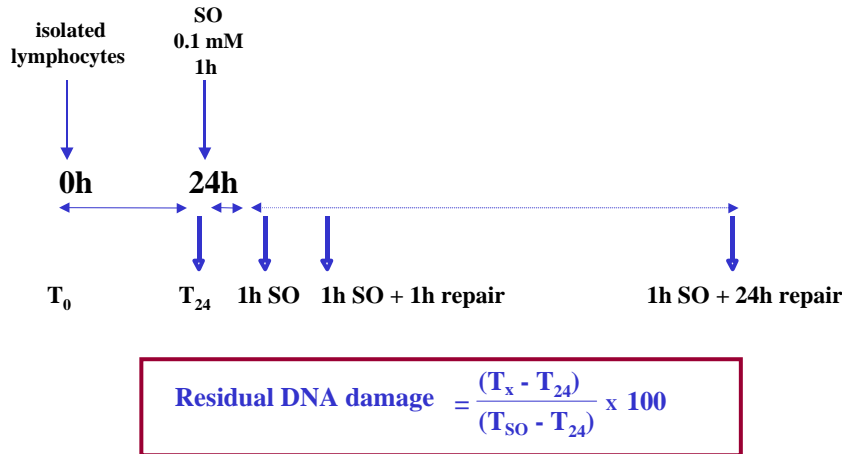 isolated
lymphocytes
SO
0.1 mM
1h
0h
24h
T₀
T₂₄
1h SO
1h SO + 1h repair
1h SO + 24h repair
Residual DNA damage = (Tₓ - T₂₄) / (T_SO - T₂₄) x 100